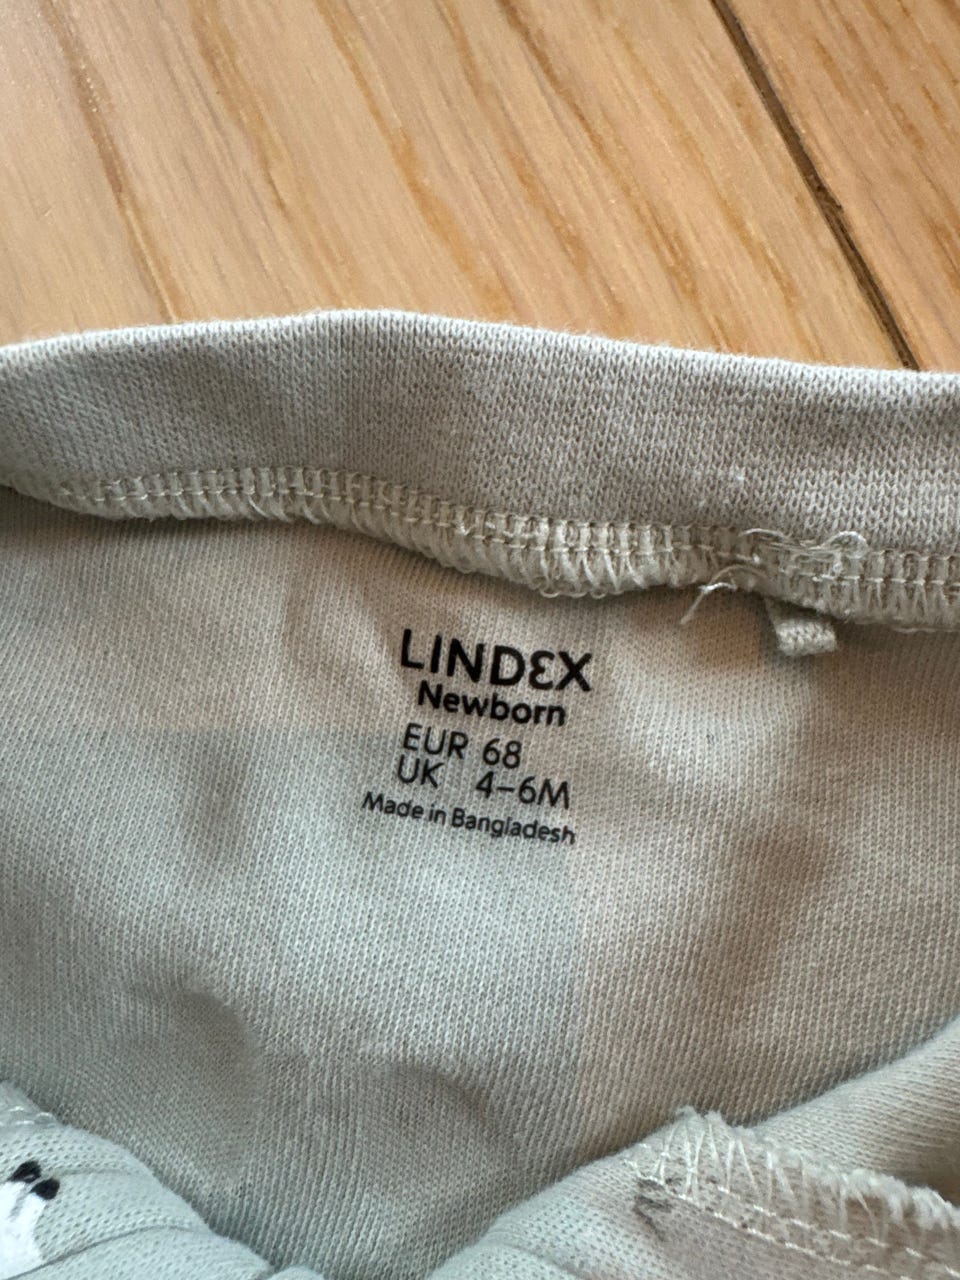 LINDEX
Newborn
EUR 68
UK 4-6M
Made in Bangladesh